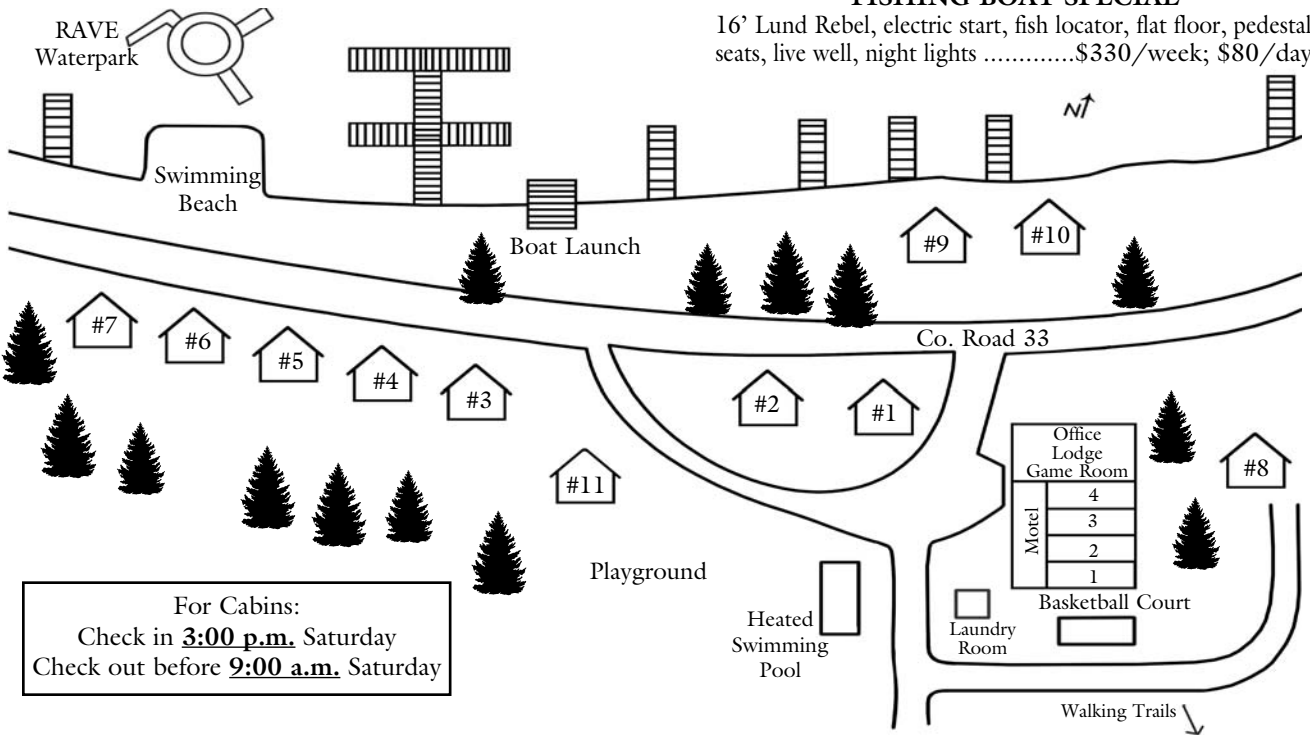 FISHING BOAT SPECIAL
16’ Lund Rebel, electric start, fish locator, flat floor, pedestal
seats, live well, night lights .............$330/week; $80/day
RAVE
Waterpark
N
Swimming
Beach
Boat Launch
#9
#10
Co. Road 33
#7
#6
#5
#4
#3
#2
#1
#11
#8
Office
Lodge
Game Room
Motel
4
3
2
1
Basketball Court
Playground
Heated
Swimming
Pool
Laundry
Room
Walking Trails
For Cabins:
Check in 3:00 p.m. Saturday
Check out before 9:00 a.m. Saturday